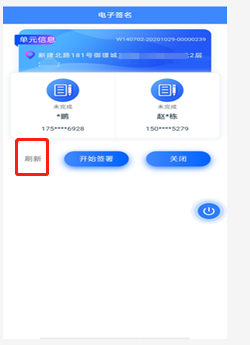 电子签名
单元信息
W140702-20201029-00000239
新建北路181号御璟城 2层
未完成 未完成
*鹏 赵*栋
175****6928 150****5279
刷新 开始签署 关闭